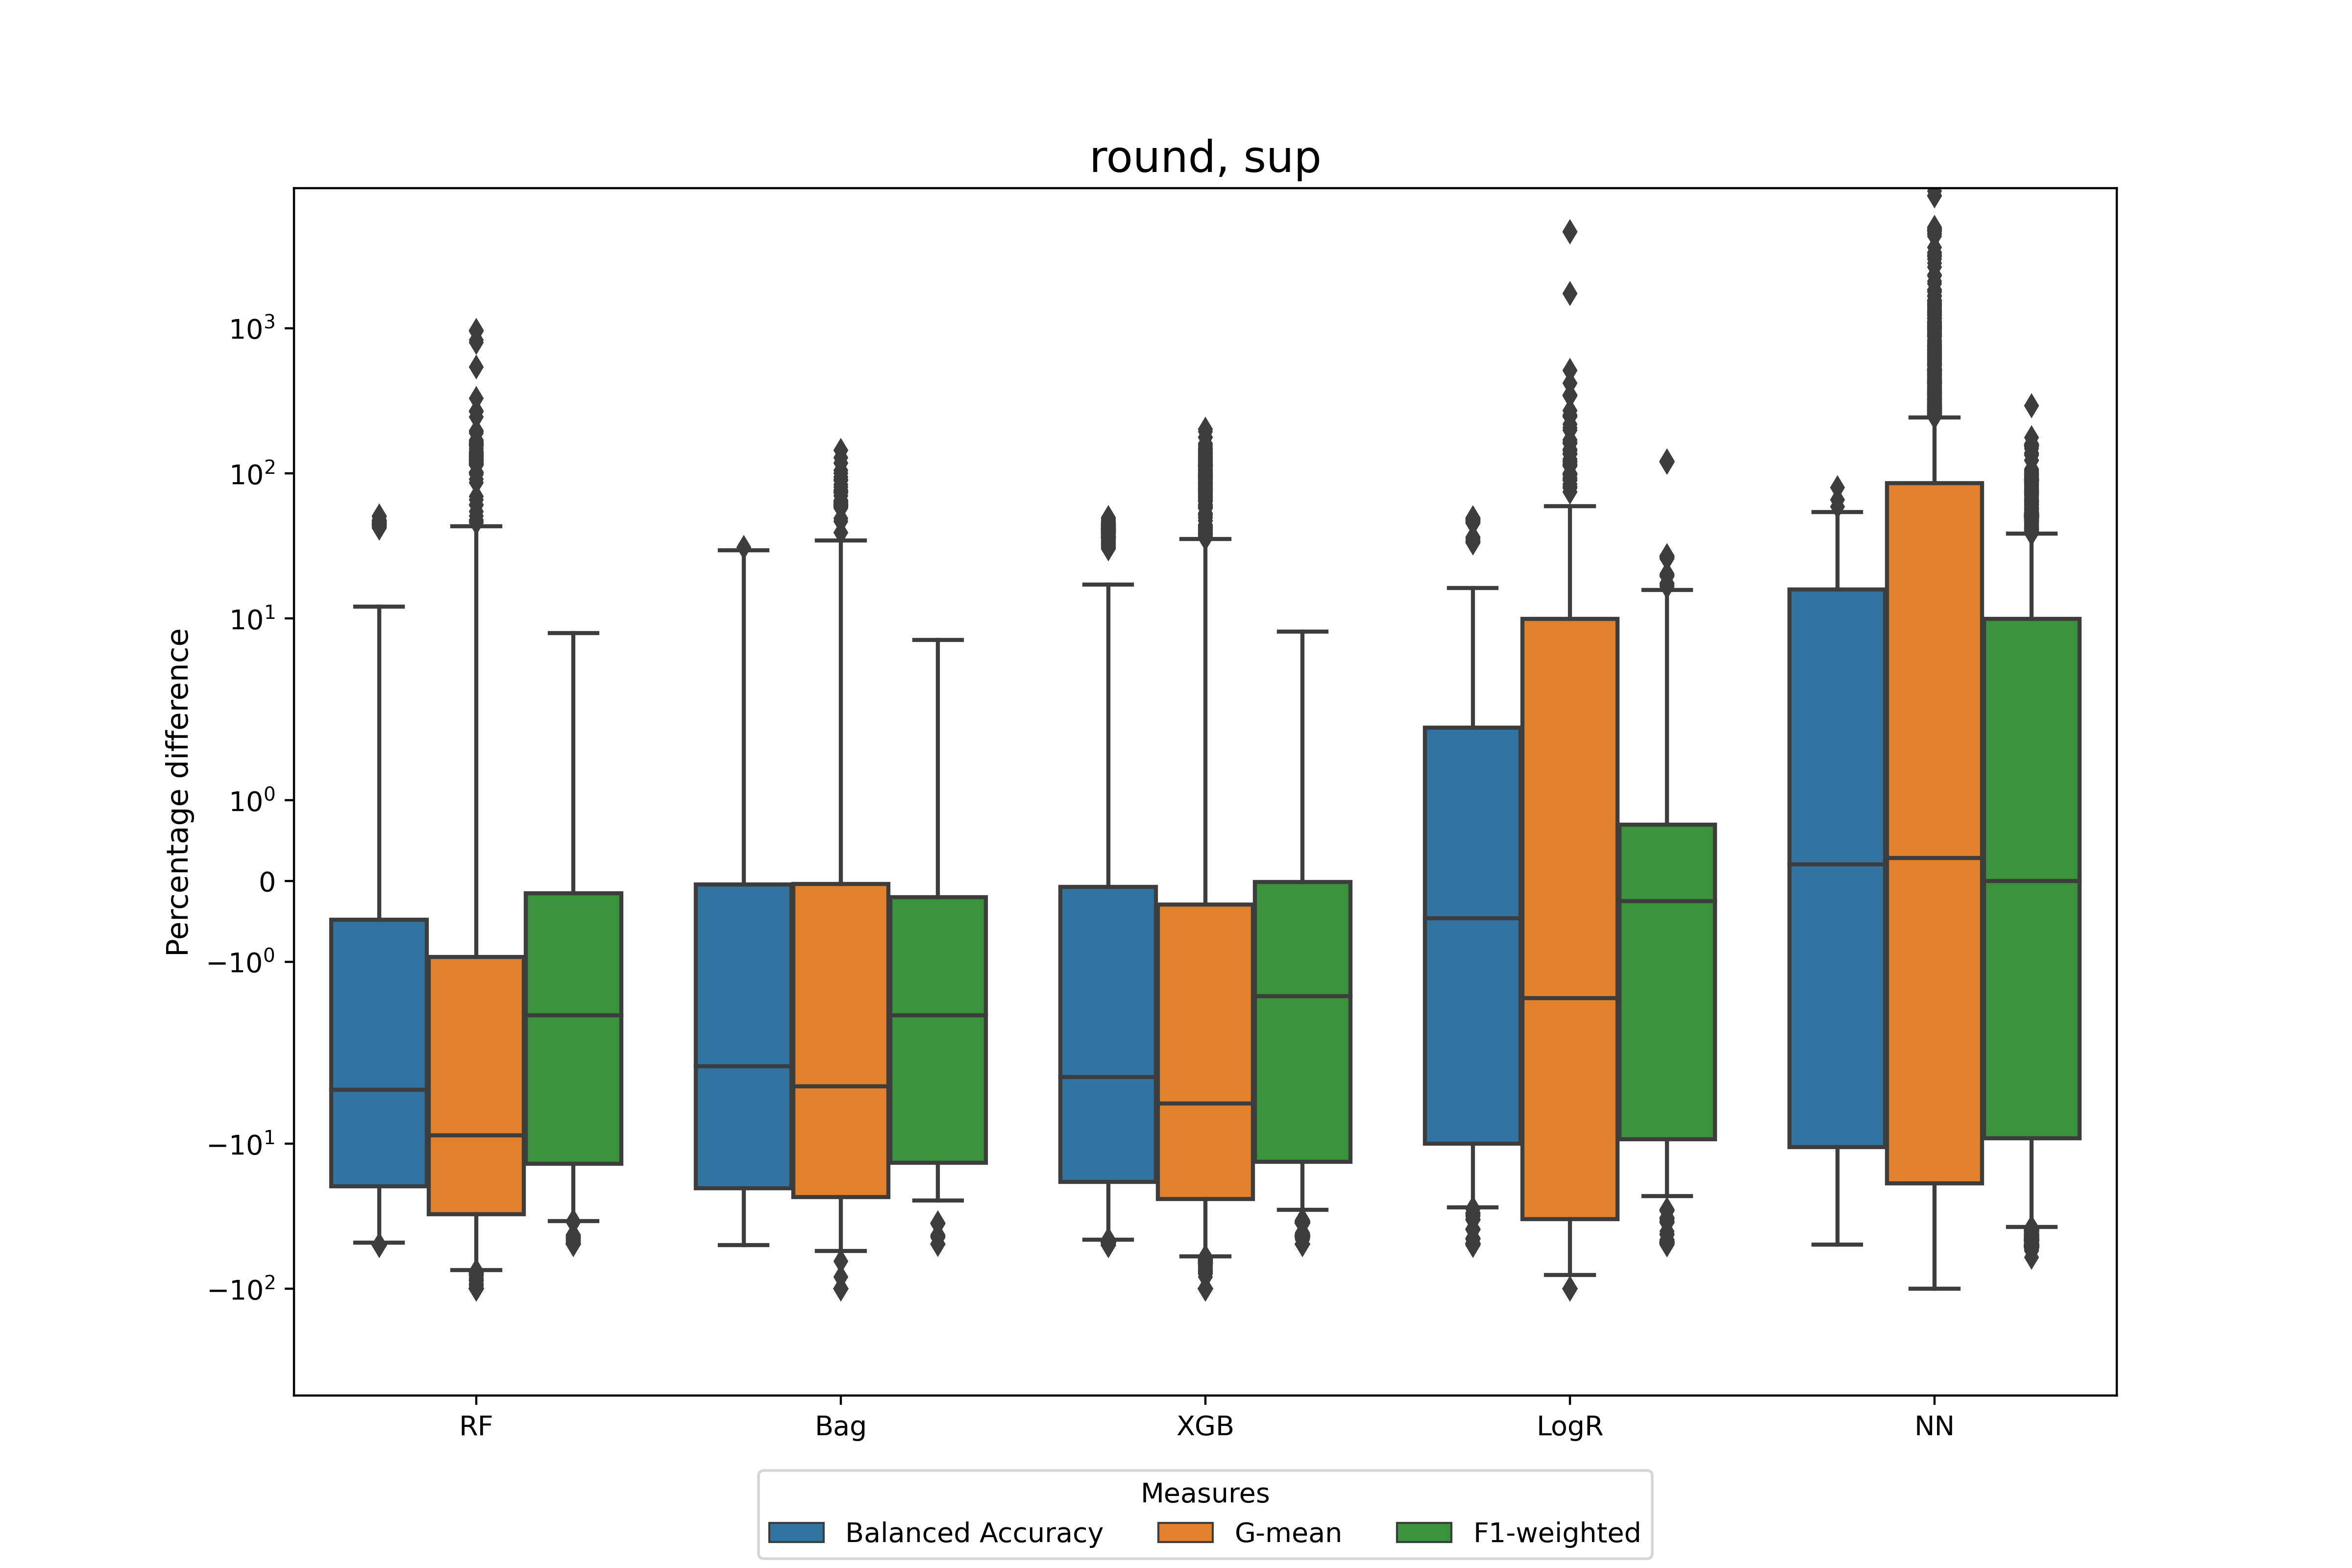 round, sup
Percentage difference
10³
10²
10¹
10⁰
0
−10⁰
−10¹
−10²
RF Bag XGB LogR NN
Measures
Balanced Accuracy G-mean F1-weighted